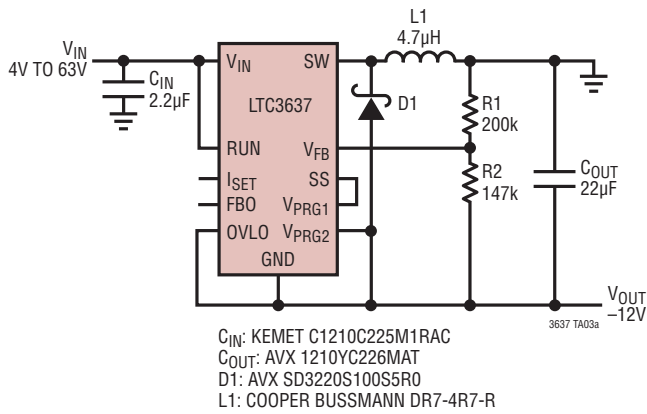 L1
4.7µH
VIN
4V TO 63V
CIN
2.2µF
VIN
SW
LTC3637
D1
R1
200k
RUN
VFB
R2
147k
COUT
22µF
ISET
SS
FBO
VPRG1
OVLO
VPRG2
GND
VOUT
–12V
3637 TA03a
CIN: KEMET C1210C225M1RAC
COUT: AVX 1210YC226MAT
D1: AVX SD3220S100S5R0
L1: COOPER BUSSMANN DR7-4R7-R